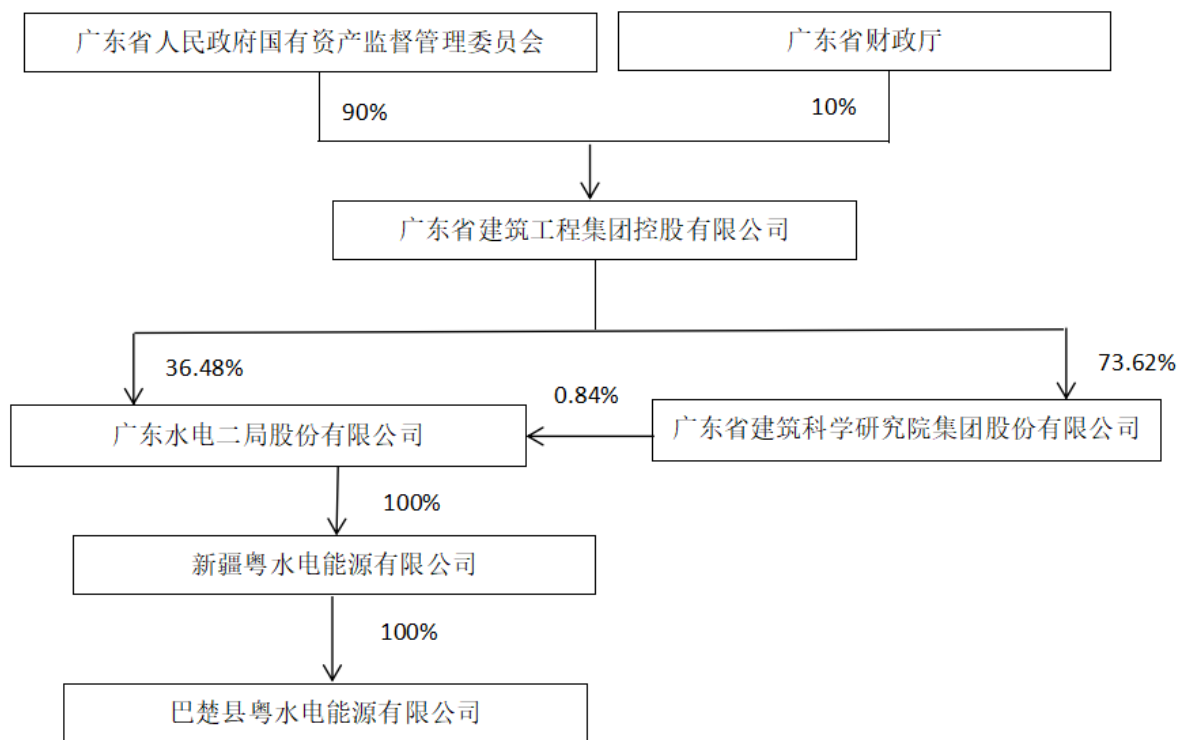 广东省人民政府国有资产监督管理委员会
广东省财政厅
90%
10%
广东省建筑工程集团控股有限公司
36.48%
73.62%
0.84%
广东水电二局股份有限公司
广东省建筑科学研究院集团股份有限公司
100%
新疆粤水电能源有限公司
100%
巴楚县粤水电能源有限公司